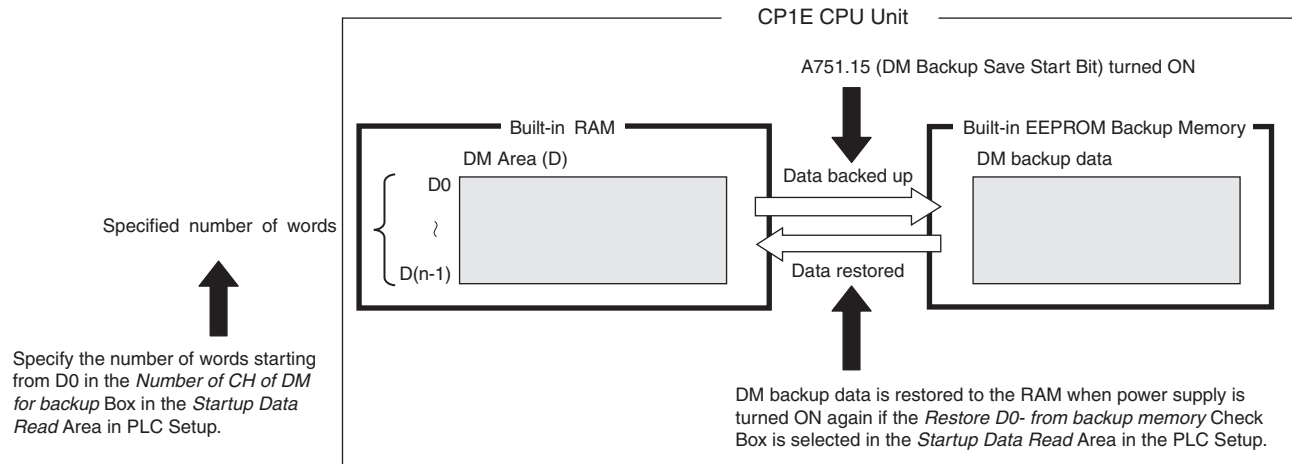 CP1E CPU Unit
A751.15 (DM Backup Save Start Bit) turned ON
Built-in RAM
Built-in EEPROM Backup Memory
DM Area (D)
Data backed up
DM backup data
D0
Specified number of words
~
D(n-1)
Data restored
Specify the number of words starting
from D0 in the Number of CH of DM
for backup Box in the Startup Data
Read Area in PLC Setup.
DM backup data is restored to the RAM when power supply is
turned ON again if the Restore D0- from backup memory Check
Box is selected in the Startup Data Read Area in the PLC Setup.